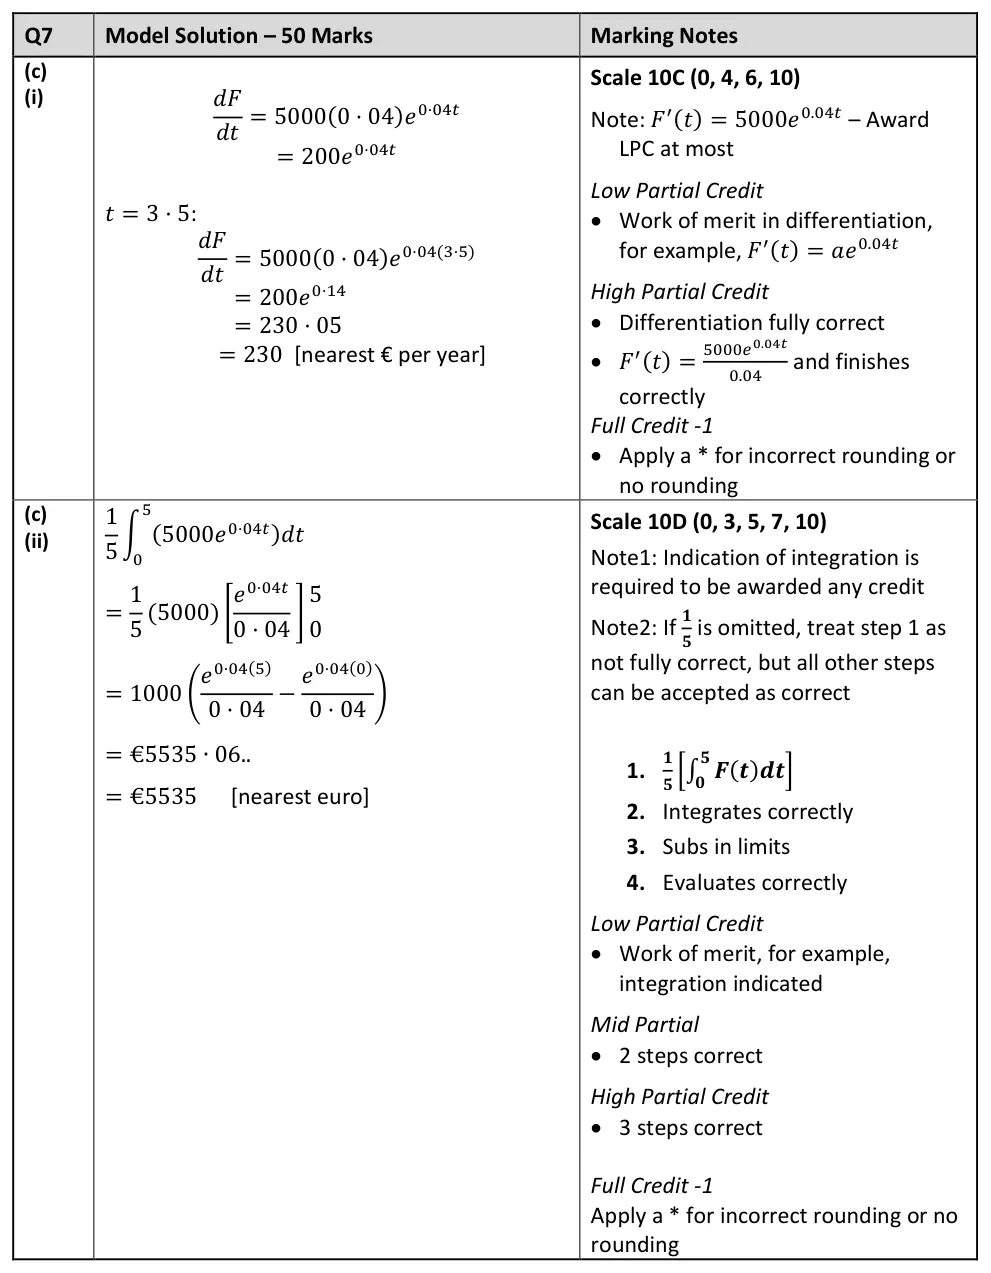 Q7 Model Solution – 50 Marks Marking Notes
(c)
(i)
dF/dt = 5000(0 · 04)e^{0·04t}
= 200e^{0·04t}
t = 3 · 5:
dF/dt = 5000(0 · 04)e^{0·04(3·5)}
= 200e^{0·14}
= 230 · 05
= 230 [nearest € per year]
Scale 10C (0, 4, 6, 10)
Note: F′(t) = 5000e^{0.04t} – Award
LPC at most
Low Partial Credit
• Work of merit in differentiation,
for example, F′(t) = ae^{0.04t}
High Partial Credit
• Differentiation fully correct
• F′(t) = 5000e^{0.04t}/0.04 and finishes
correctly
Full Credit -1
• Apply a * for incorrect rounding or
no rounding
(c)
(ii)
1/5 ∫_0^5 (5000e^{0·04t})dt
= 1/5 (5000) [e^{0·04t}/0 · 04] 5 0
= 1000 (e^{0·04(5)}/0 · 04 − e^{0·04(0)}/0 · 04)
= €5535 · 06..
= €5535 [nearest euro]
Scale 10D (0, 3, 5, 7, 10)
Note1: Indication of integration is
required to be awarded any credit
Note2: If 1/5 is omitted, treat step 1 as
not fully correct, but all other steps
can be accepted as correct
1. 1/5 [∫_0^5 F(t)dt]
2. Integrates correctly
3. Subs in limits
4. Evaluates correctly
Low Partial Credit
• Work of merit, for example,
integration indicated
Mid Partial
• 2 steps correct
High Partial Credit
• 3 steps correct
Full Credit -1
Apply a * for incorrect rounding or no
rounding